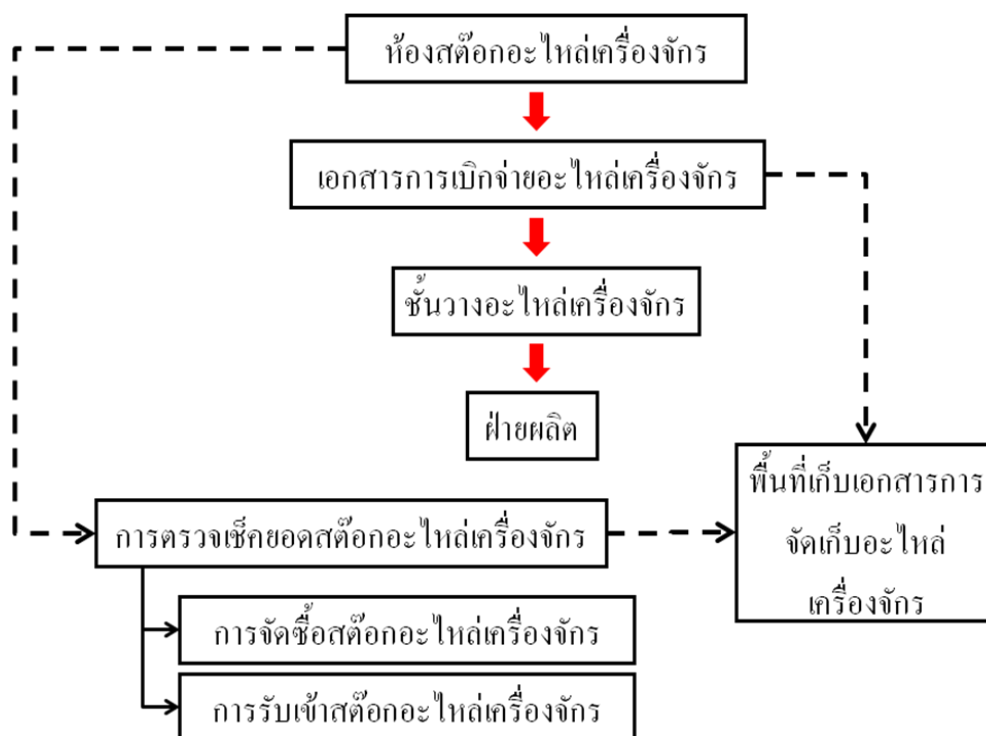 ห้องสต๊อกอะไหล่เครื่องจักร
เอกสารการเบิกจ่ายอะไหล่เครื่องจักร
ชั้นวางอะไหล่เครื่องจักร
ฝ่ายผลิต
พื้นที่เก็บเอกสารการ
จัดเก็บอะไหล่
เครื่องจักร
การตรวจเช็คยอดสต๊อกอะไหล่เครื่องจักร
การจัดซื้อสต๊อกอะไหล่เครื่องจักร
การรับเข้าสต๊อกอะไหล่เครื่องจักร